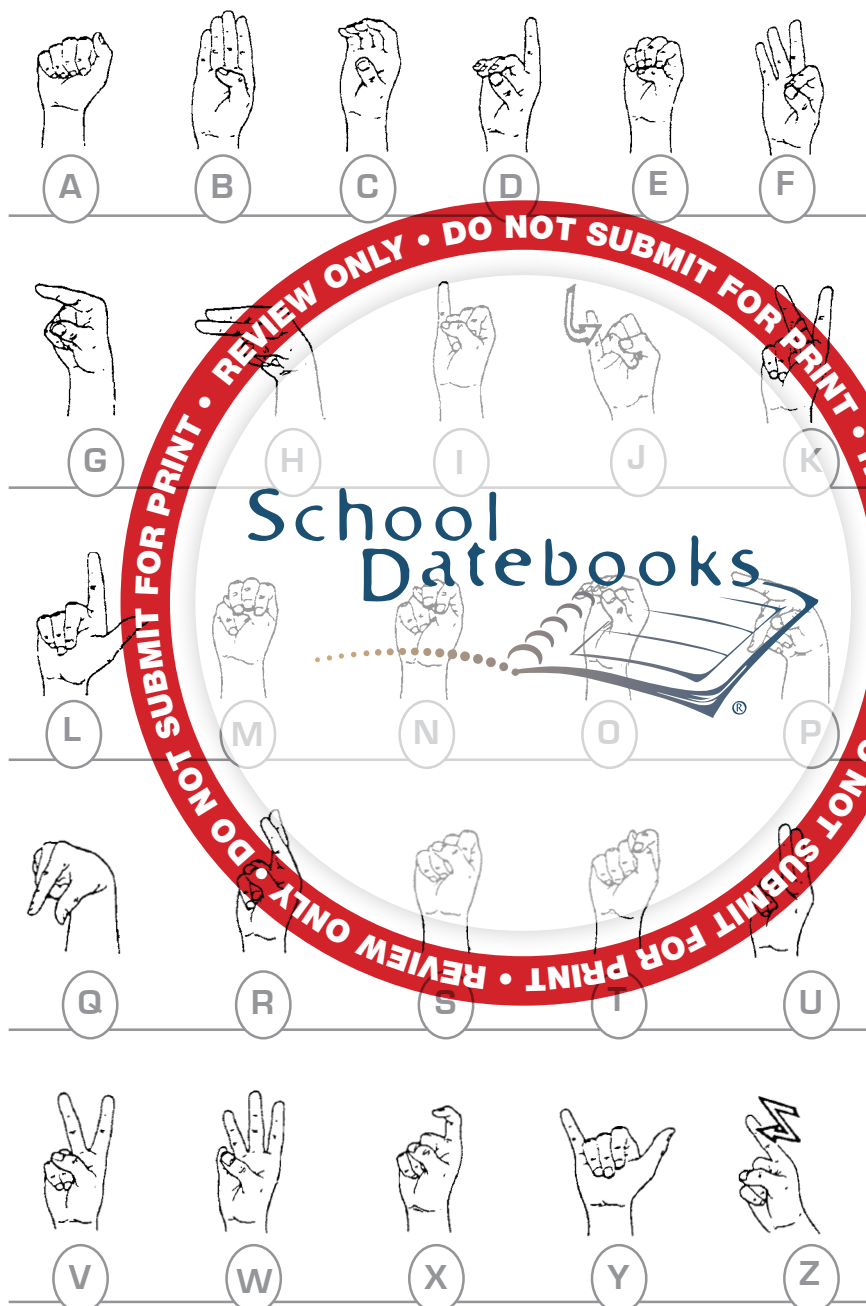 A B C D E F
REVIEW ONLY • DO NOT SUBMIT FOR PRINT •
G H I J K
School
Datebooks
®
L M N O P
REVIEW ONLY • DO NOT SUBMIT FOR PRINT •
NOT SUBMIT FOR PRINT •
Q R S T U
V W X Y Z